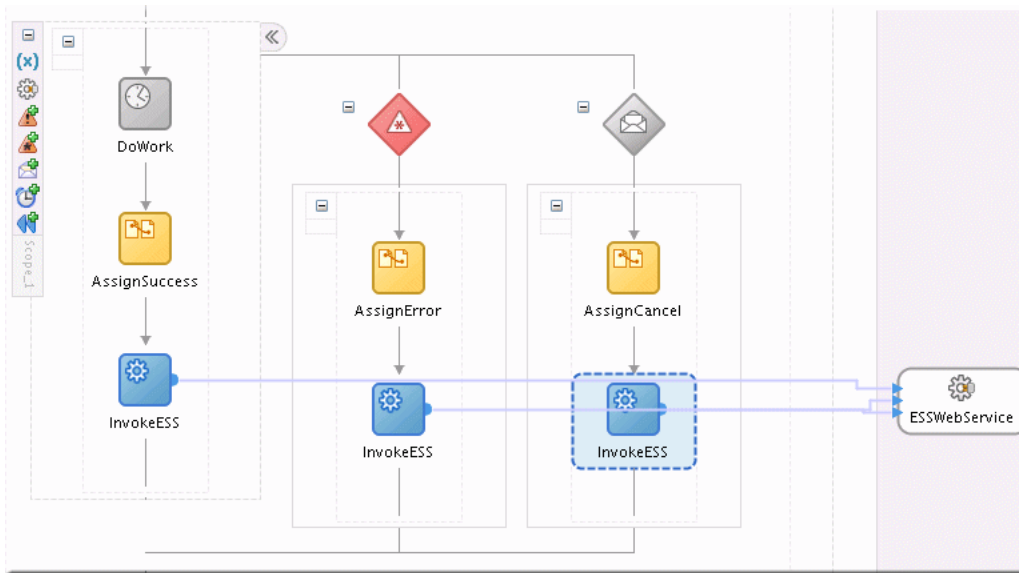 (x)
Scope_1
DoWork
AssignSuccess
InvokeESS
AssignError
InvokeESS
AssignCancel
InvokeESS
ESSWebService